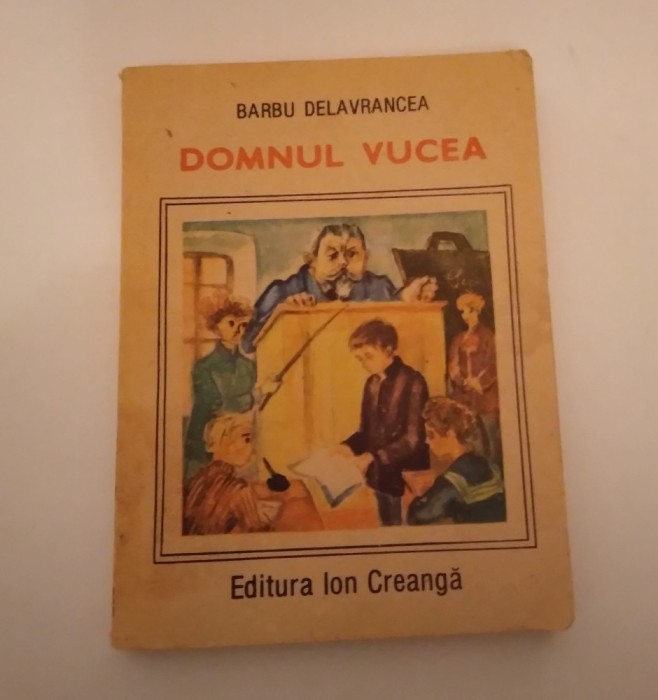 BARBU DELAVRANCEA
DOMNUL VUCEA
Editura Ion Creangă